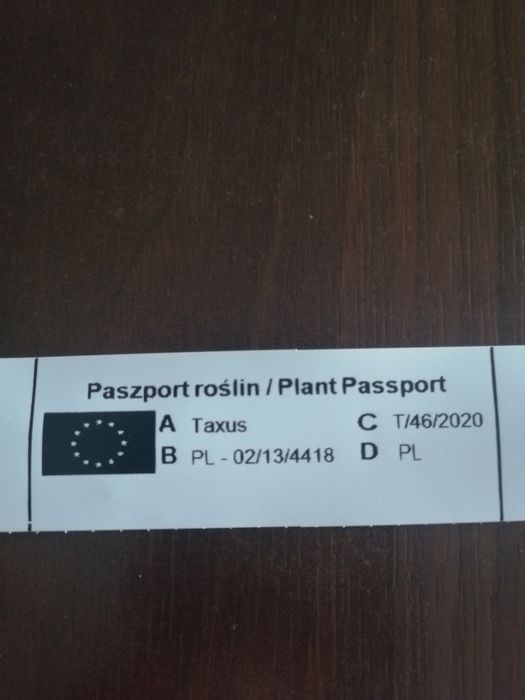 Paszport roślin / Plant Passport
A Taxus C T/46/2020
B PL - 02/13/4418 D PL